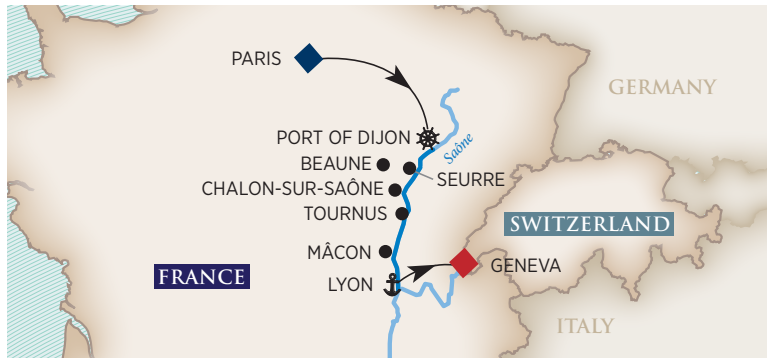 PARIS
GERMANY
PORT OF DIJON
Saône
BEAUNE
SEURRE
CHALON-SUR-SAÔNE
TOURNUS
SWITZERLAND
MÂCON
GENEVA
FRANCE
LYON
ITALY